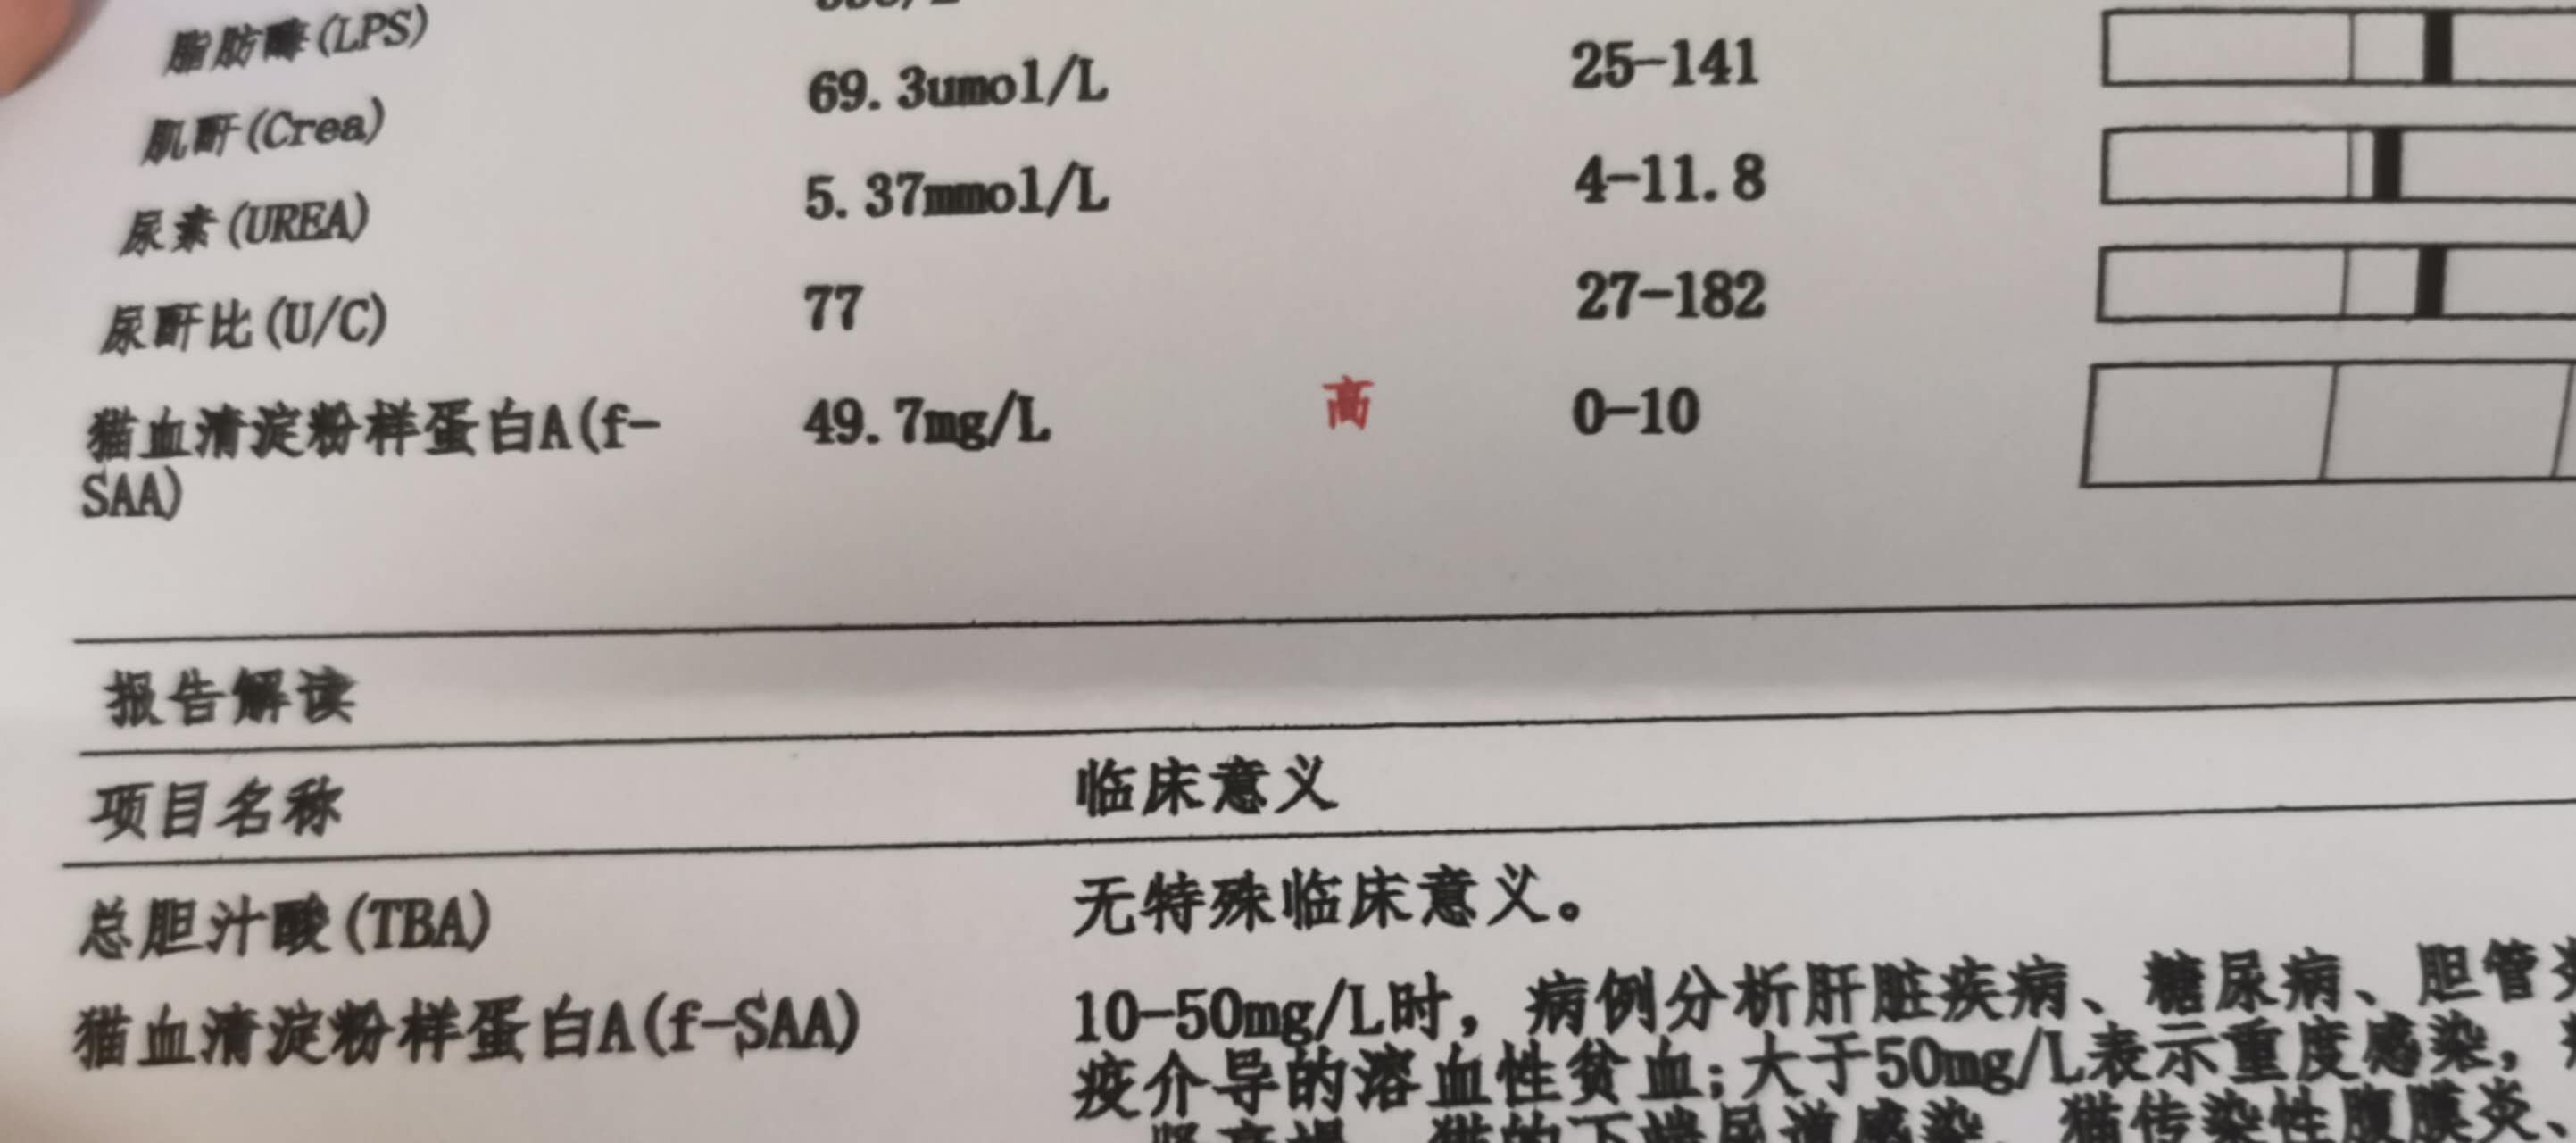 脂肪酶(LPS)
肌酐(Crea) 69.3umol/L 25-141
尿素(UREA) 5.37mmol/L 4-11.8
尿酐比(U/C) 77 27-182
猫血清淀粉样蛋白A(f- 49.7mg/L 高 0-10
SAA)
报告解读
项目名称 临床意义
总胆汁酸(TBA) 无特殊临床意义。
猫血清淀粉样蛋白A(f-SAA) 10-50mg/L时，病例分析肝脏疾病、糖尿病、胆管
疫介导的溶血性贫血;大于50mg/L表示重度感染，
猫的下端尿道感染、猫传染性腹膜炎、